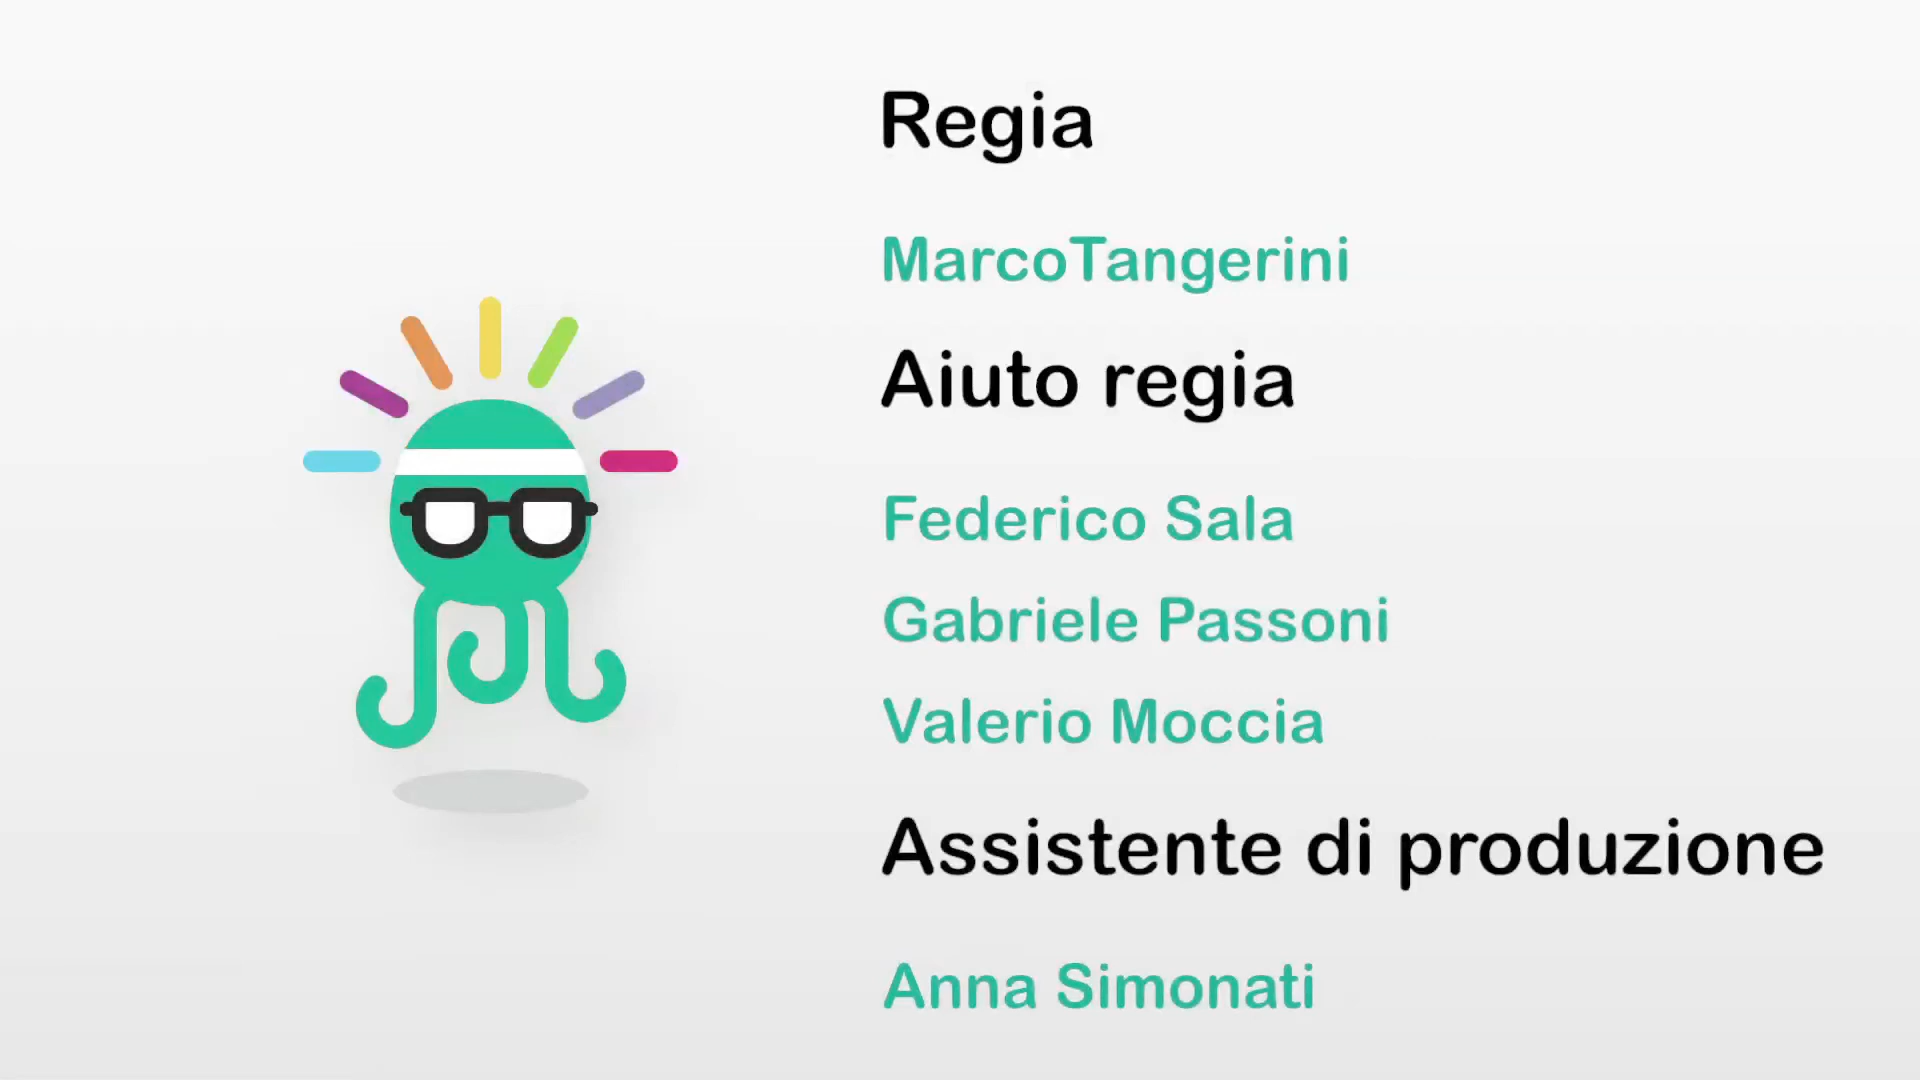 Regia
MarcoTangerini
Aiuto regia
Federico Sala
Gabriele Passoni
Valerio Moccia
Assistente di produzione
Anna Simonati